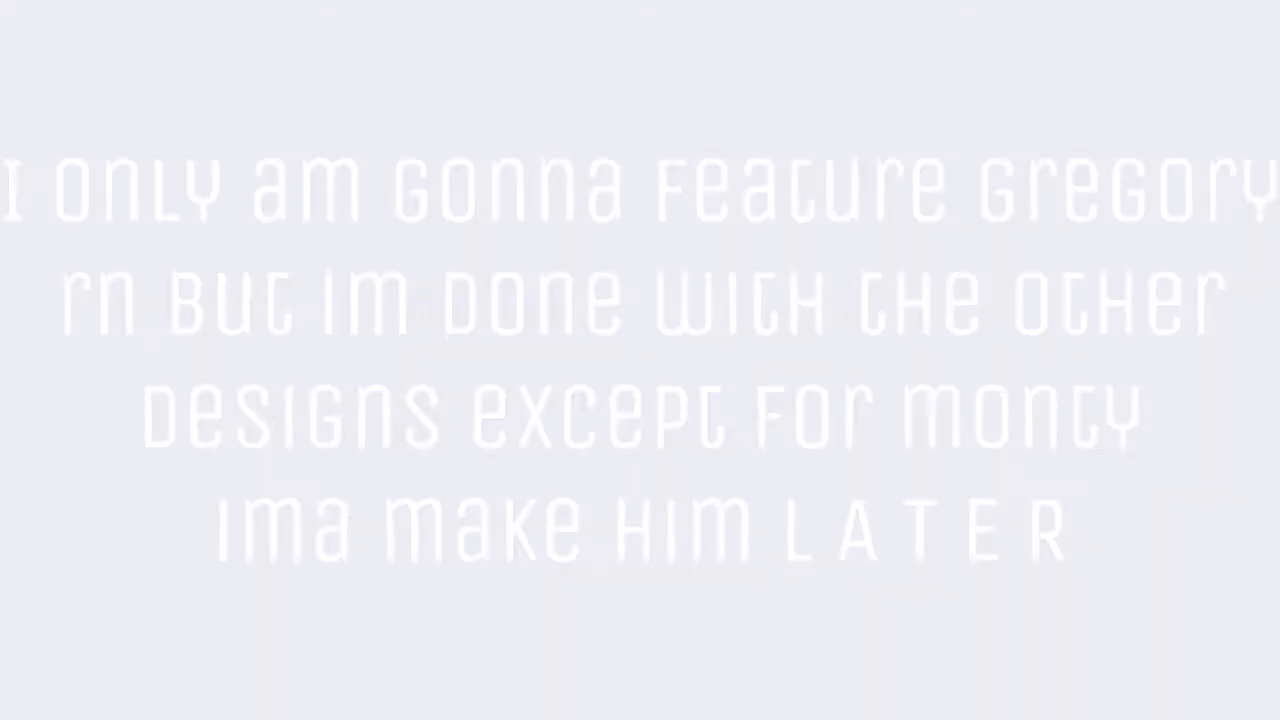 I only am gonna feature gregory
rn but im done with the other
designs except for monty
ima make him L A T E R